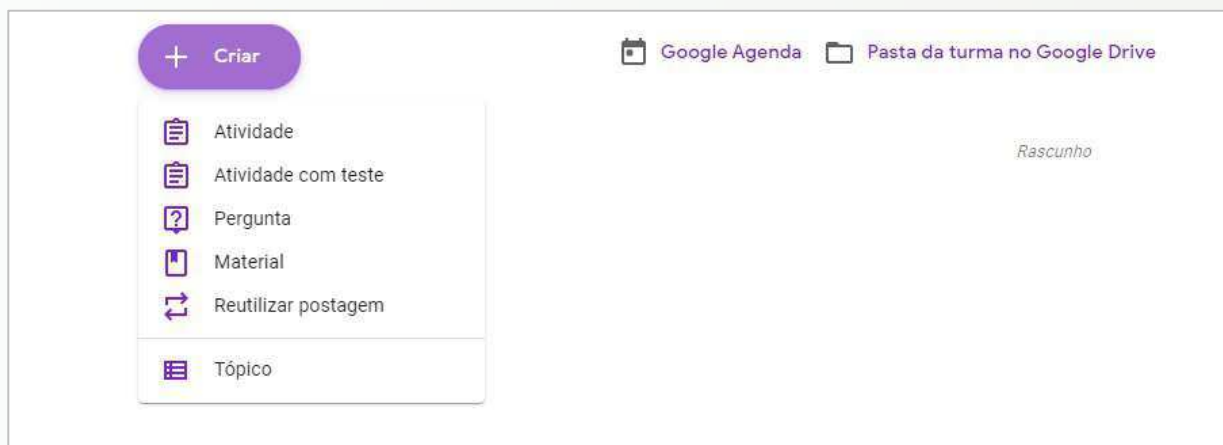 Criar
Google Agenda Pasta da turma no Google Drive
Atividade
Rascunho
Atividade com teste
Pergunta
Material
Reutilizar postagem
Tópico